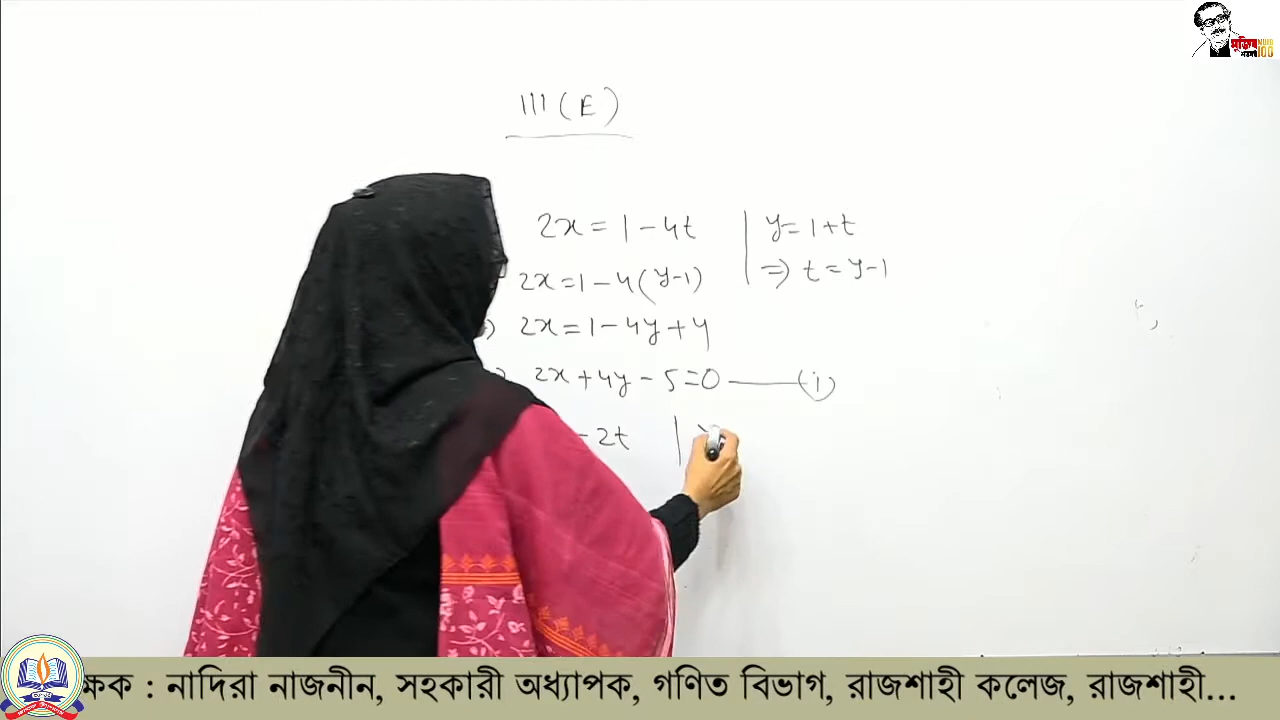 III (E)
2x = 1 - 4t | y = 1 + t
2x = 1 - 4(y-1) | => t = y-1
2x = 1 - 4y + 4
2x + 4y - 5 = 0 ——— (i)
- 2t |
ক্ষক : নাদিরা নাজনীন, সহকারী অধ্যাপক, গণিত বিভাগ, রাজশাহী কলেজ, রাজশাহী...